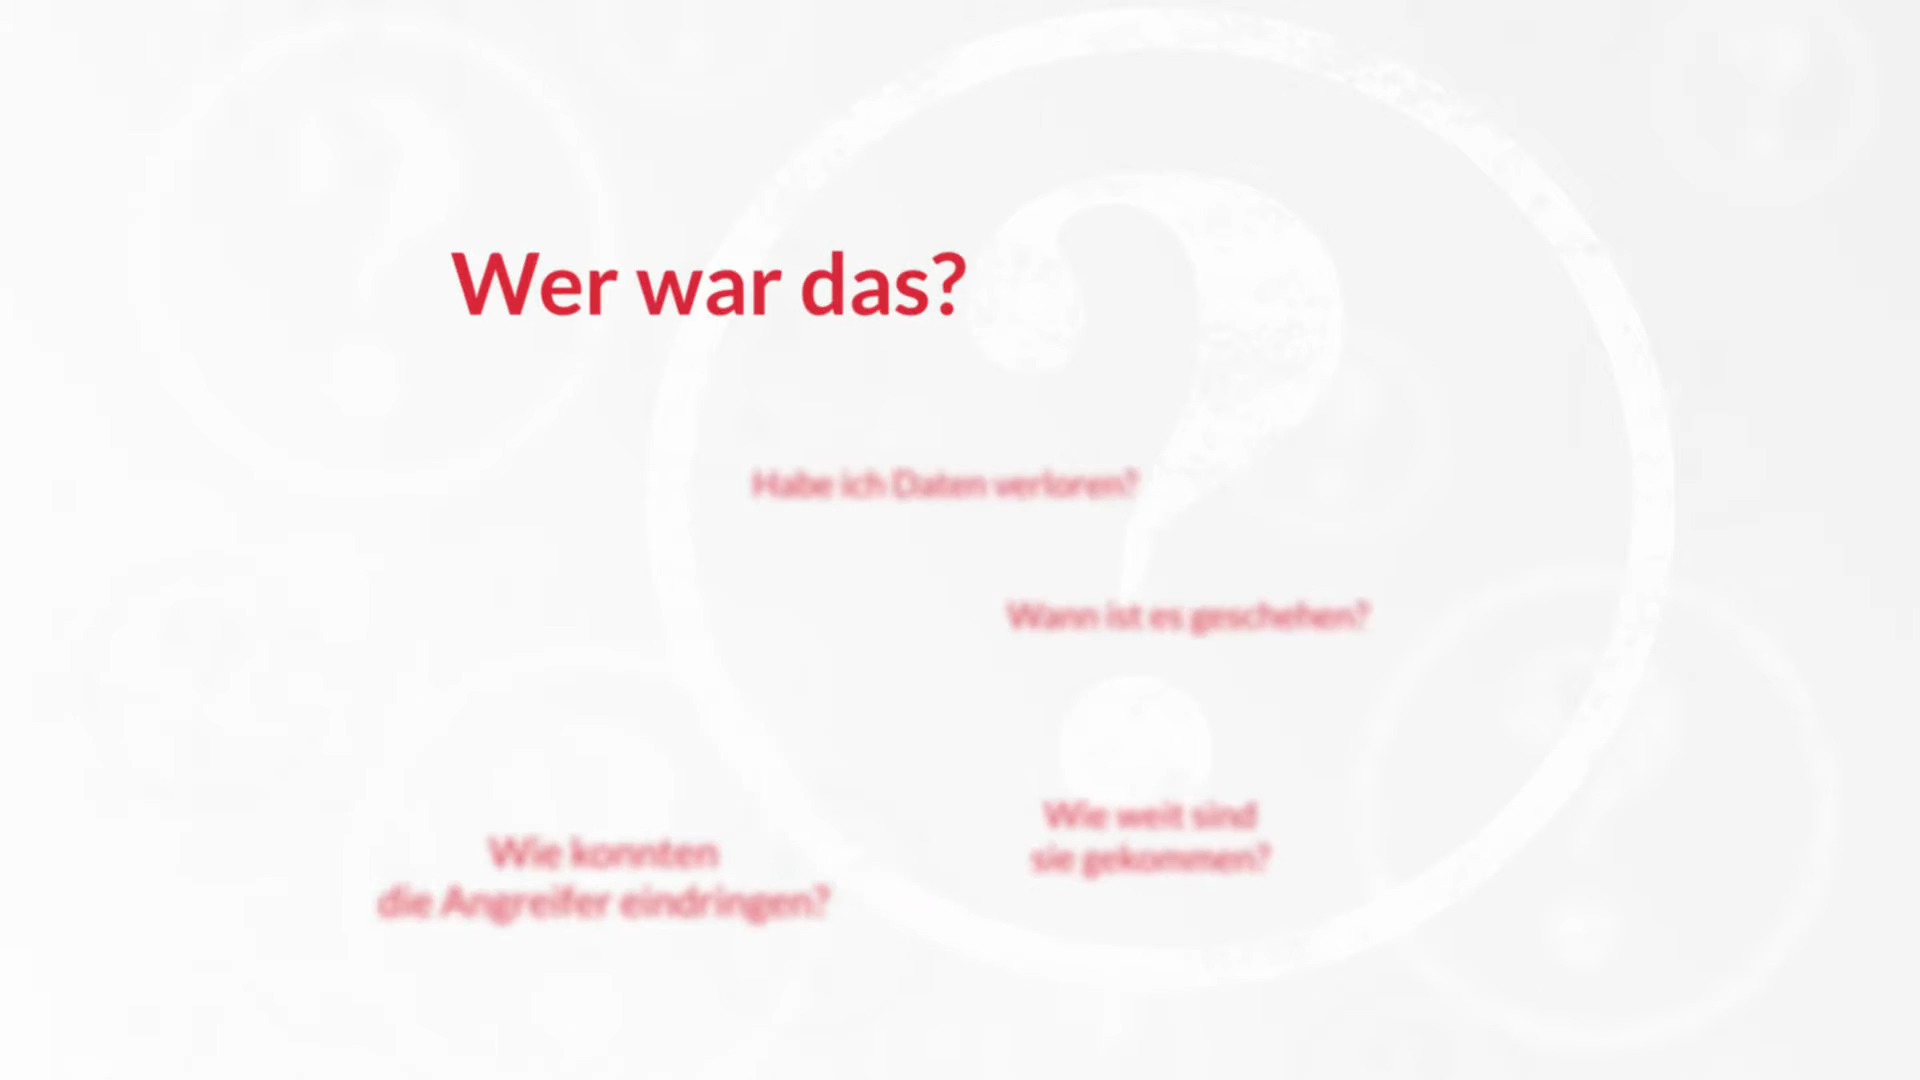 Wer war das?
Habe ich Daten verloren?
Wann ist es geschehen?
Wie weit sind
sie gekommen?
Wie konnten
die Angreifer eindringen?